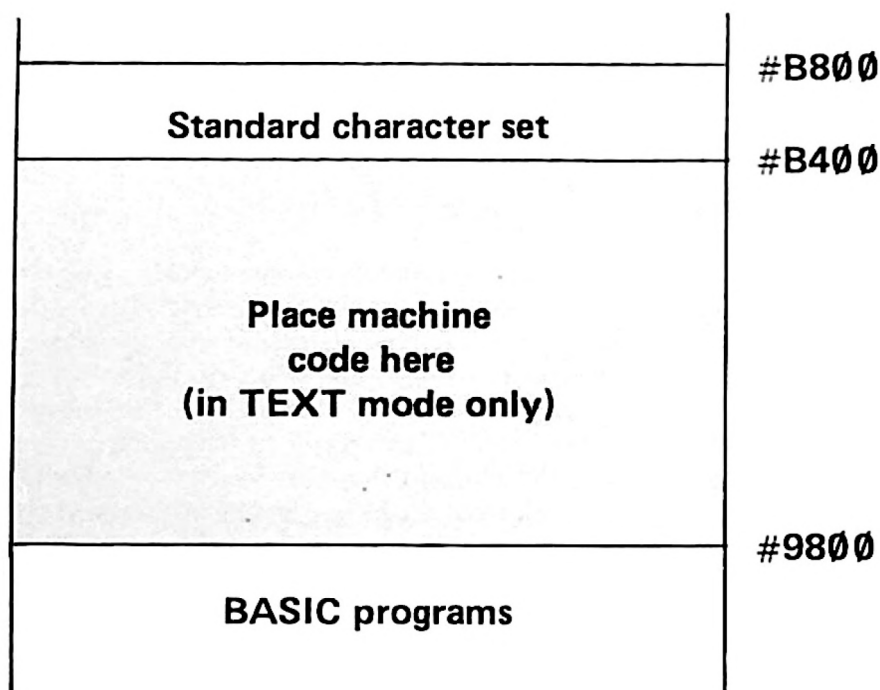 #B8００
Standard character set
#B4００
Place machine
code here
(in TEXT mode only)
#98００
BASIC programs